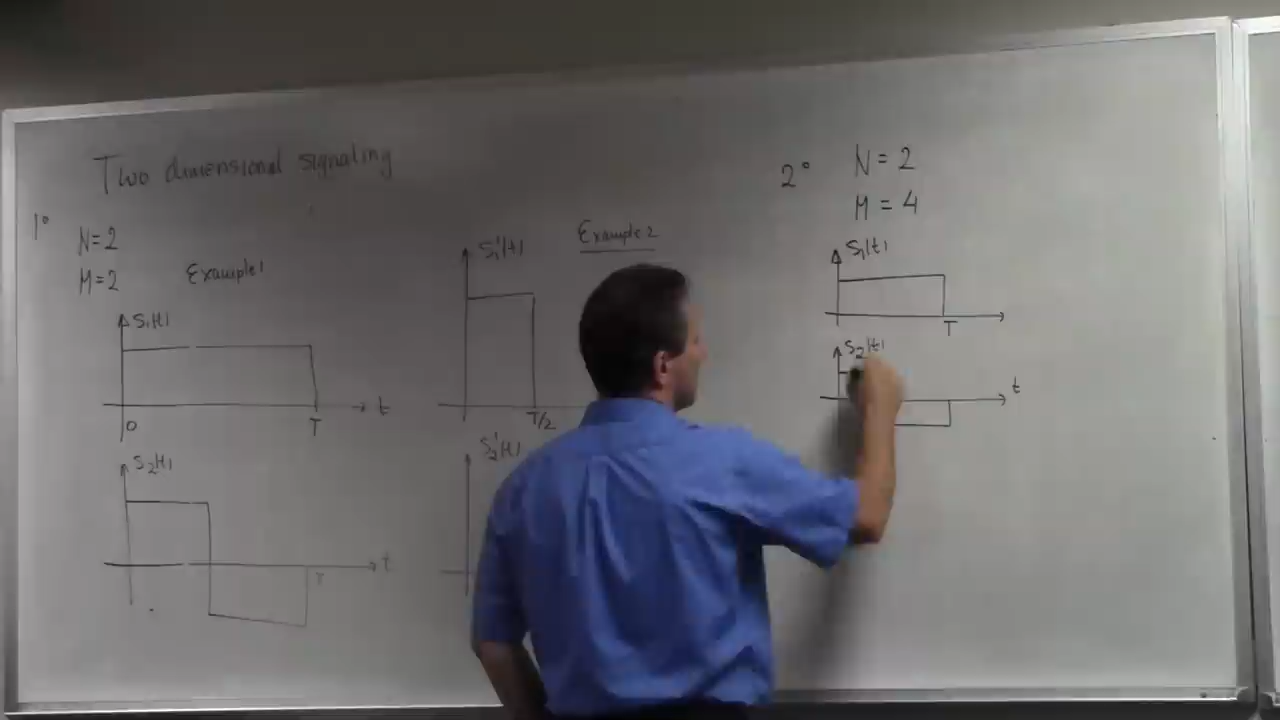 Two dimensional signaling
1°
N=2
M=2
Example 1
S₁(t)
0
T
t
S₂(t)
T
t
Example 2
S₁'(t)
T/2
S₂'(t)
2°
N = 2
M = 4
S₁(t)
T
S₂(t)
t